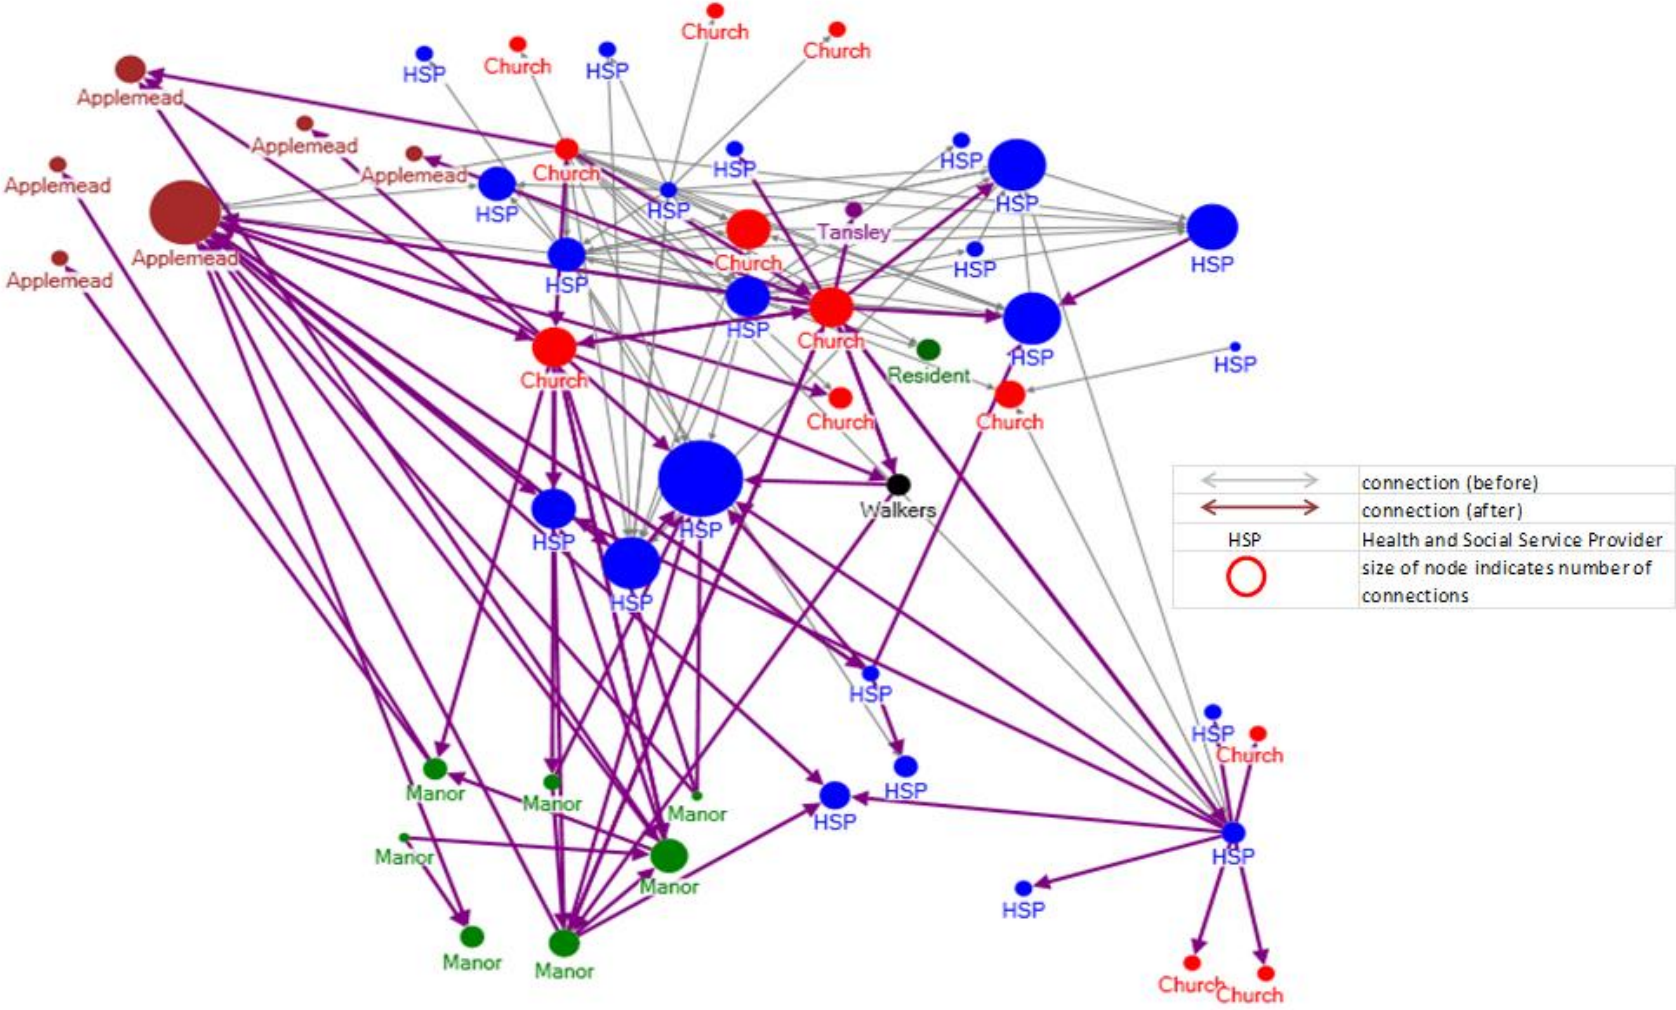 Church
Church
HSP
Church
HSP
Applemead
Applemead
Applemead
HSP
HSP
Church
Applemead
HSP
HSP
HSP
Tansley
Applemead
Applemead
Church
HSP
HSP
HSP
HSP
Church
HSP
HSP
Church
Resident
HSP
Church
Church
HSP
Walkers
HSP
HSP
connection (before)
connection (after)
HSP Health and Social Service Provider
size of node indicates number of
connections
HSP
HSP
Church
Manor
Manor
Manor
HSP
HSP
Manor
Manor
HSP
HSP
Manor
Manor
Church
Church